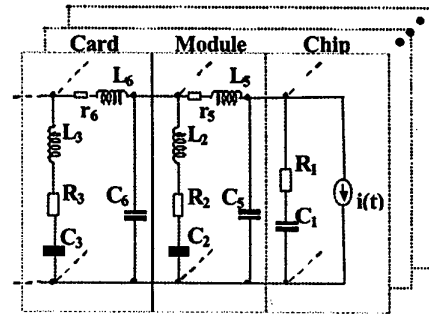 Card Module Chip
L₆ L₅
r₆ r₅
L₃ L₂
R₃ C₆ R₂ C₅ R₁ i(t)
C₃ C₂ C₁